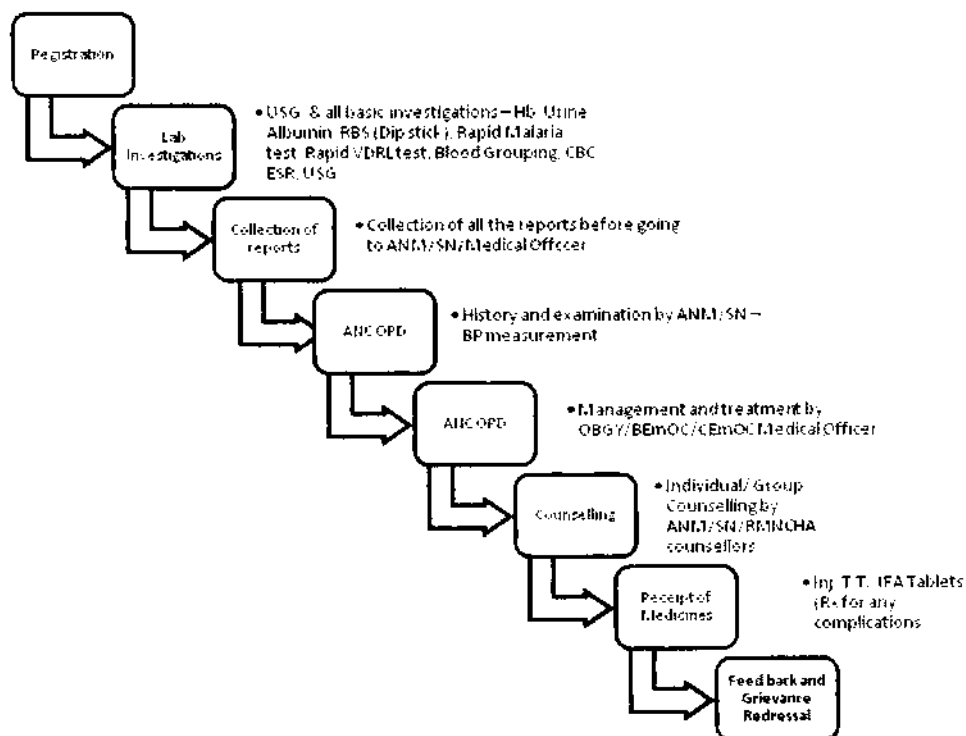 Registration
Lab
Investigations
• USG & all basic investigations – Hb Urine
Albumin RBS (Dip stick), Rapid Malaria
test Rapid VDRL test, Blood Grouping, CBC
ESR, USG
Collection of
reports
• Collection of all the reports before going
to ANM/SN/Medical Officer
ANC OPD
• History and examination by ANM/SN –
BP measurement
ANC OPD
• Management and treatment by
OBGY/BEmOC/CEmOC Medical Officer
Counselling
• Individual/ Group
Counselling by
ANM/SN/RMNCHA
counsellors
Receipt of
Medicines
• Inj T.T. IFA Tablets
(Rx for any
complications
Feed back and
Grievance
Redressal